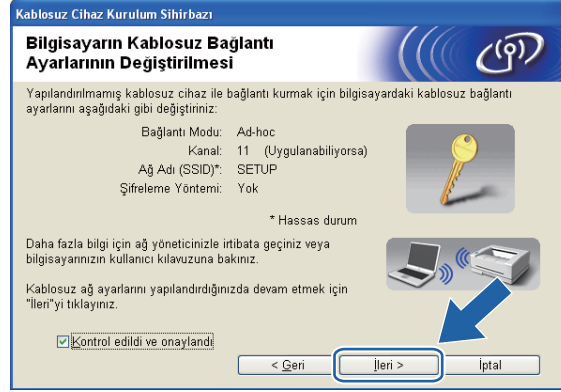 Kablosuz Cihaz Kurulum Sihirbazı
Bilgisayarın Kablosuz Bağlantı
Ayarlarının Değiştirilmesi
Yapılandırılmamış kablosuz cihaz ile bağlantı kurmak için bilgisayardaki kablosuz bağlantı
ayarlarını aşağıdaki gibi değiştiriniz:
Bağlantı Modu: Ad-hoc
Kanal: 11 (Uygulanabiliyorsa)
Ağ Adı (SSID)*: SETUP
Şifreleme Yöntemi: Yok
* Hassas durum
Daha fazla bilgi için ağ yöneticinizle irtibata geçiniz veya
bilgisayarınızın kullanıcı kılavuzuna bakınız.
Kablosuz ağ ayarlarını yapılandırdığınızda devam etmek için
"İleri"yi tıklayınız.
Kontrol edildi ve onaylandı
< Geri İleri > İptal